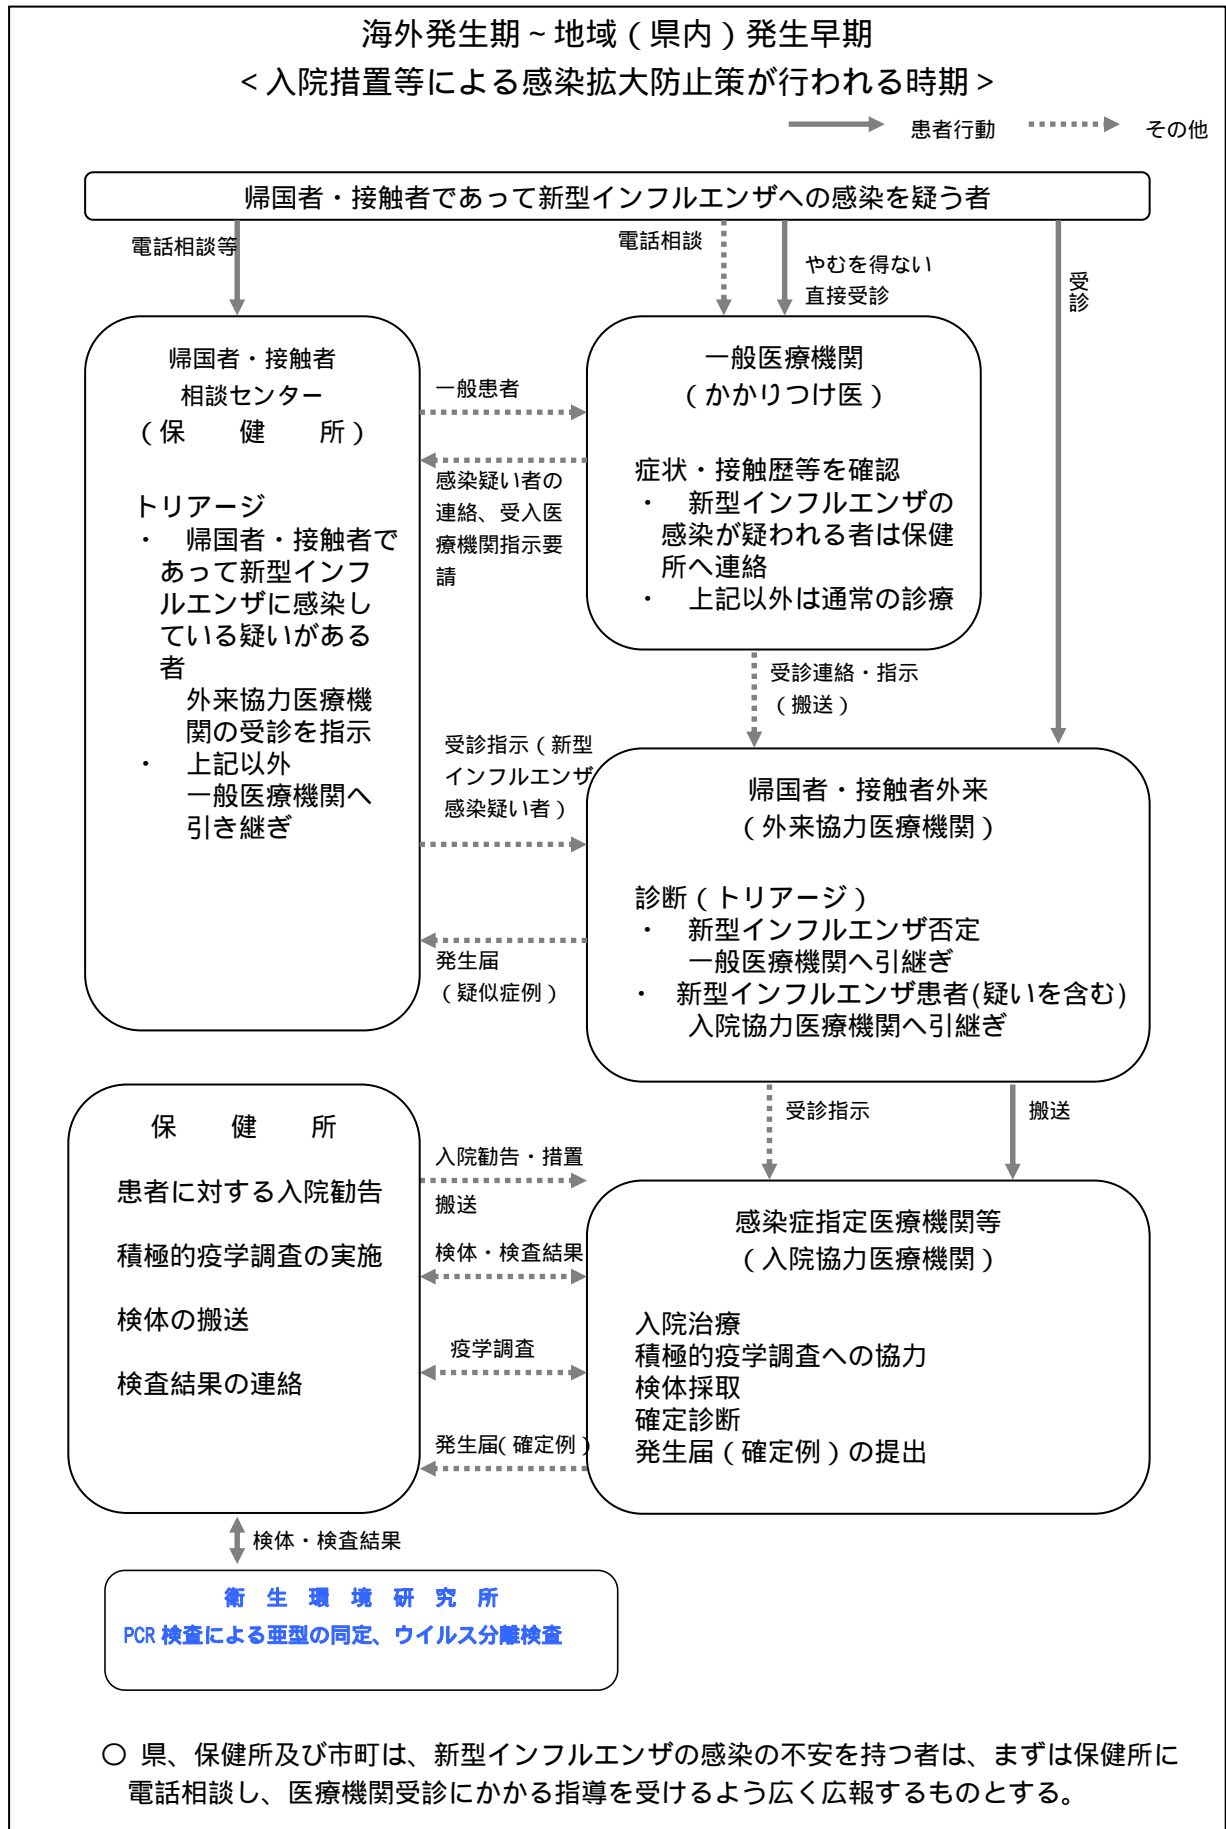 海外発生期~地域(県内)発生早期
<入院措置等による感染拡大防止策が行われる時期>
患者行動
その他
帰国者・接触者であって新型インフルエンザへの感染を疑う者
電話相談等
電話相談
やむを得ない
直接受診
受診
帰国者・接触者
相談センター
(保 健 所)
トリアージ
・ 帰国者・接触者で
あって新型インフ
ルエンザに感染し
ている疑いがある
者
外来協力医療機
関の受診を指示
・ 上記以外
一般医療機関へ
引き継ぎ
一般患者
感染疑い者の
連絡、受入医
療機関指示要
請
一般医療機関
(かかりつけ医)
症状・接触歴等を確認
・ 新型インフルエンザの
感染が疑われる者は保健
所へ連絡
・ 上記以外は通常の診療
受診連絡・指示
(搬送)
受診指示(新型
インフルエンザ
感染疑い者)
発生届
(疑似症例)
帰国者・接触者外来
(外来協力医療機関)
診断(トリアージ)
・ 新型インフルエンザ否定
一般医療機関へ引継ぎ
・ 新型インフルエンザ患者(疑いを含む)
入院協力医療機関へ引継ぎ
受診指示
搬送
保 健 所
患者に対する入院勧告
積極的疫学調査の実施
検体の搬送
検査結果の連絡
入院勧告・措置
搬送
検体・検査結果
疫学調査
発生届(確定例)
感染症指定医療機関等
(入院協力医療機関)
入院治療
積極的疫学調査への協力
検体採取
確定診断
発生届(確定例)の提出
検体・検査結果
衛 生 環 境 研 究 所
PCR検査による亜型の同定、ウイルス分離検査
○ 県、保健所及び市町は、新型インフルエンザの感染の不安を持つ者は、まずは保健所に
電話相談し、医療機関受診にかかる指導を受けるよう広く広報するものとする。